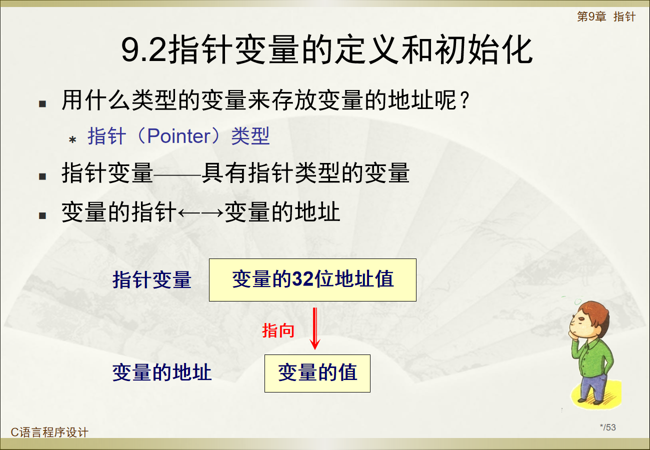 第9章 指针
9.2指针变量的定义和初始化
▪ 用什么类型的变量来存放变量的地址呢？
* 指针（Pointer）类型
▪ 指针变量——具有指针类型的变量
▪ 变量的指针←→变量的地址
指针变量 变量的32位地址值
指向
变量的地址 变量的值
C语言程序设计
*/53